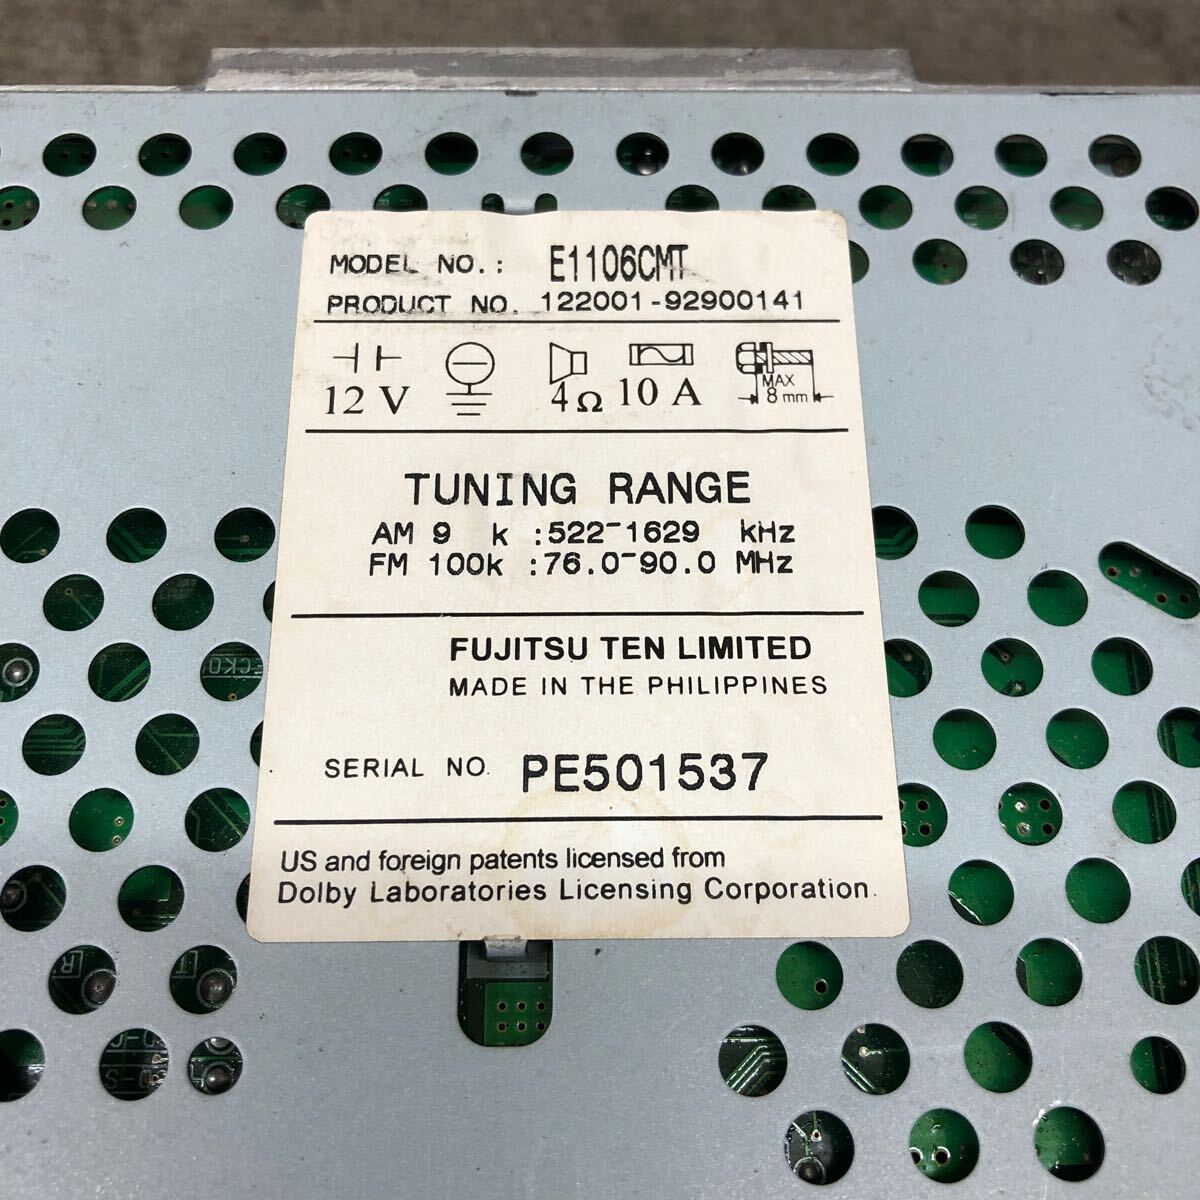 MODEL NO.: E1106CMT
PRODUCT NO. 122001-92900141
12 V 4Ω 10 A MAX 8 mm
TUNING RANGE
AM 9 k :522-1629 kHz
FM 100k :76.0-90.0 MHz
FUJITSU TEN LIMITED
MADE IN THE PHILIPPINES
SERIAL NO. PE501537
US and foreign patents licensed from
Dolby Laboratories Licensing Corporation.